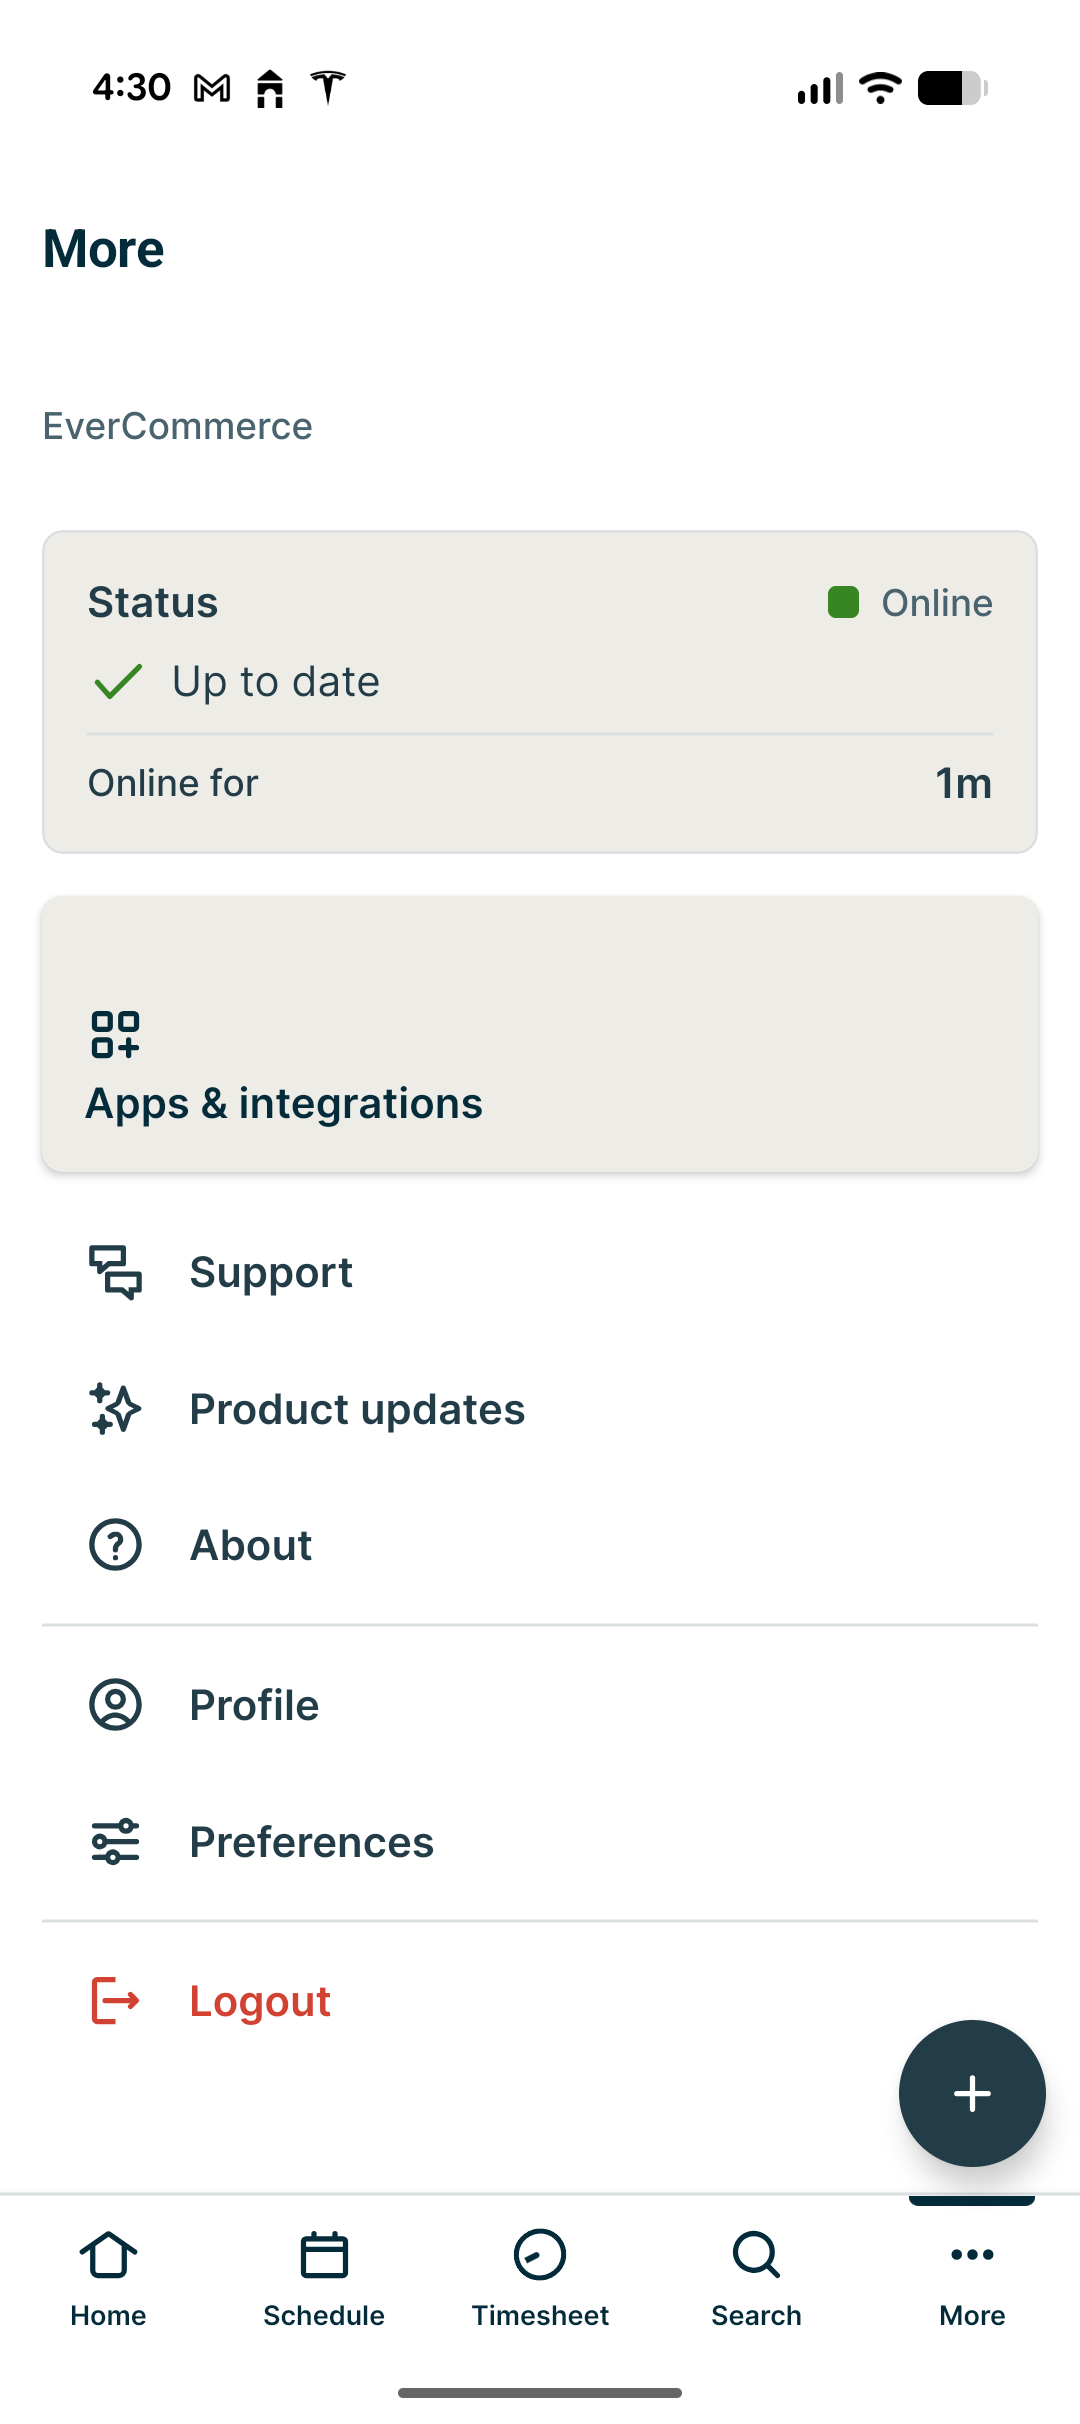 4:30
More
EverCommerce
Status
Online
Up to date
Online for
1m
Apps & integrations
Support
Product updates
About
Profile
Preferences
Logout
Home
Schedule
Timesheet
Search
More